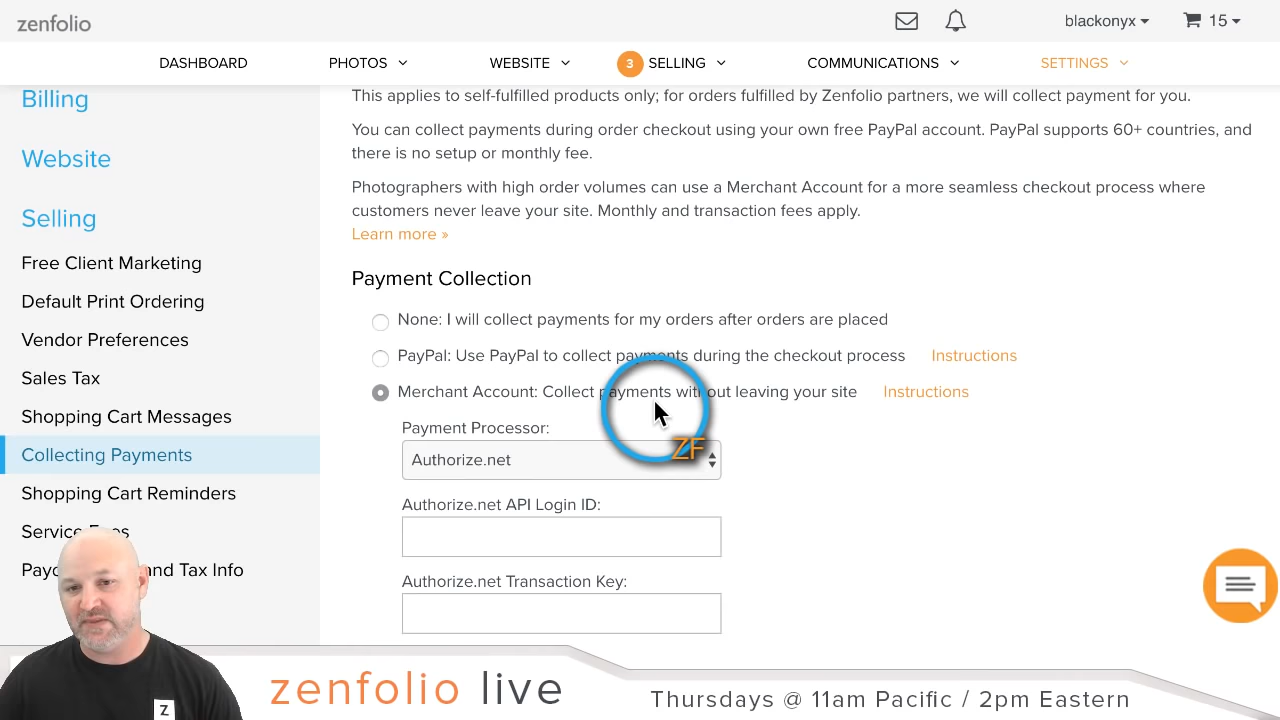 zenfolio
blackonyx
15
DASHBOARD
PHOTOS
WEBSITE
3
SELLING
COMMUNICATIONS
SETTINGS
Billing
Website
Selling
Free Client Marketing
Default Print Ordering
Vendor Preferences
Sales Tax
Shopping Cart Messages
Collecting Payments
Shopping Cart Reminders
Service Fees
and Tax Info
This applies to self-fulfilled products only; for orders fulfilled by Zenfolio partners, we will collect payment for you.
You can collect payments during order checkout using your own free PayPal account. PayPal supports 60+ countries, and
there is no setup or monthly fee.
Photographers with high order volumes can use a Merchant Account for a more seamless checkout process where
customers never leave your site. Monthly and transaction fees apply.
Learn more »
Payment Collection
None: I will collect payments for my orders after orders are placed
PayPal: Use PayPal to collect payments during the checkout process Instructions
Merchant Account: Collect payments without leaving your site Instructions
Payment Processor:
ZF
Authorize.net
Authorize.net API Login ID:
Authorize.net Transaction Key:
Z
zenfolio live
Thursdays @ 11am Pacific / 2pm Eastern